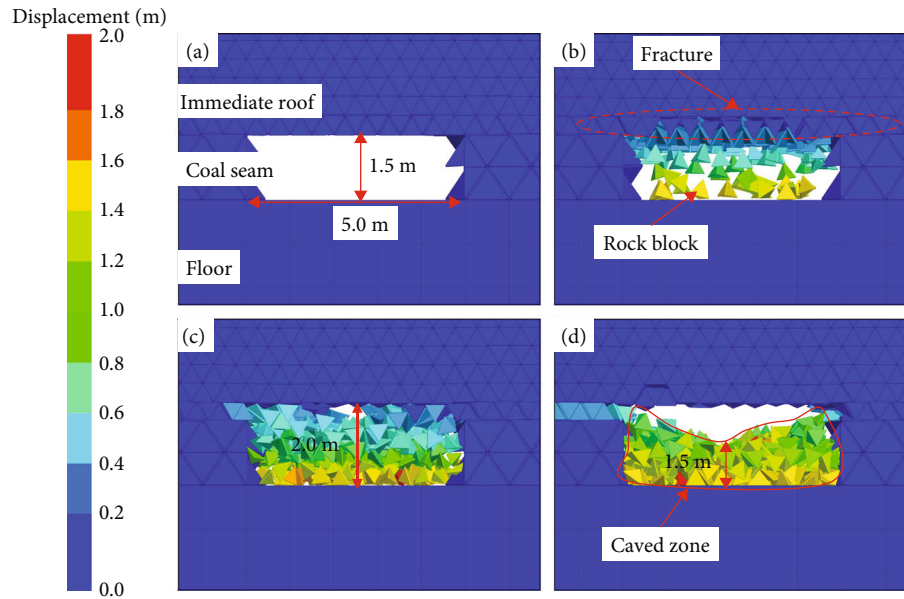 Displacement (m)
2.0
1.8
1.6
1.4
1.2
1.0
0.8
0.6
0.4
0.2
0.0
(a)
Immediate roof
Coal seam
1.5 m
5.0 m
Floor
(b)
Fracture
Rock block
(c)
2.0 m
(d)
1.5 m
Caved zone